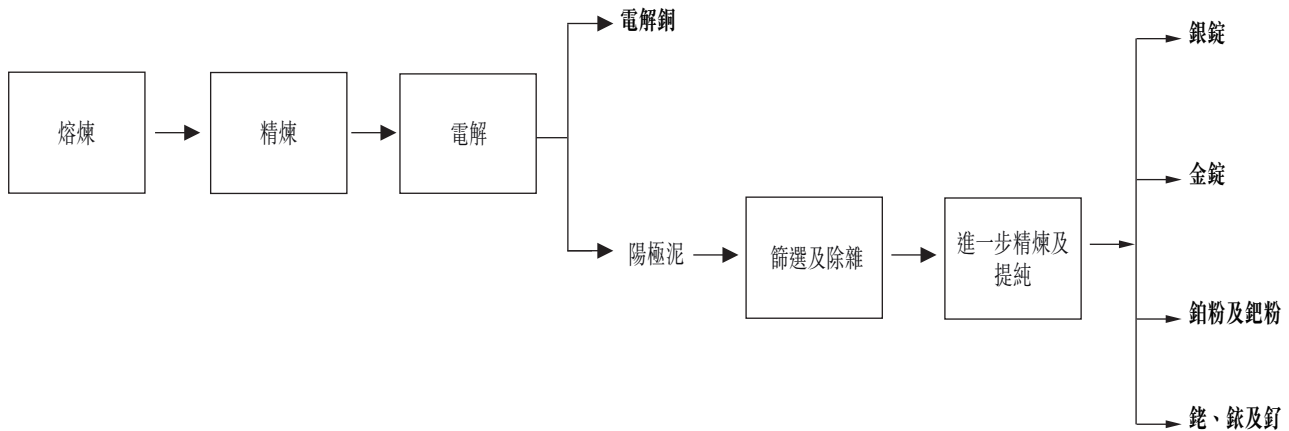 熔煉
精煉
電解
電解銅
陽極泥
篩選及除雜
進一步精煉及
提純
銀錠
金錠
鉑粉及鈀粉
銠、銥及釕